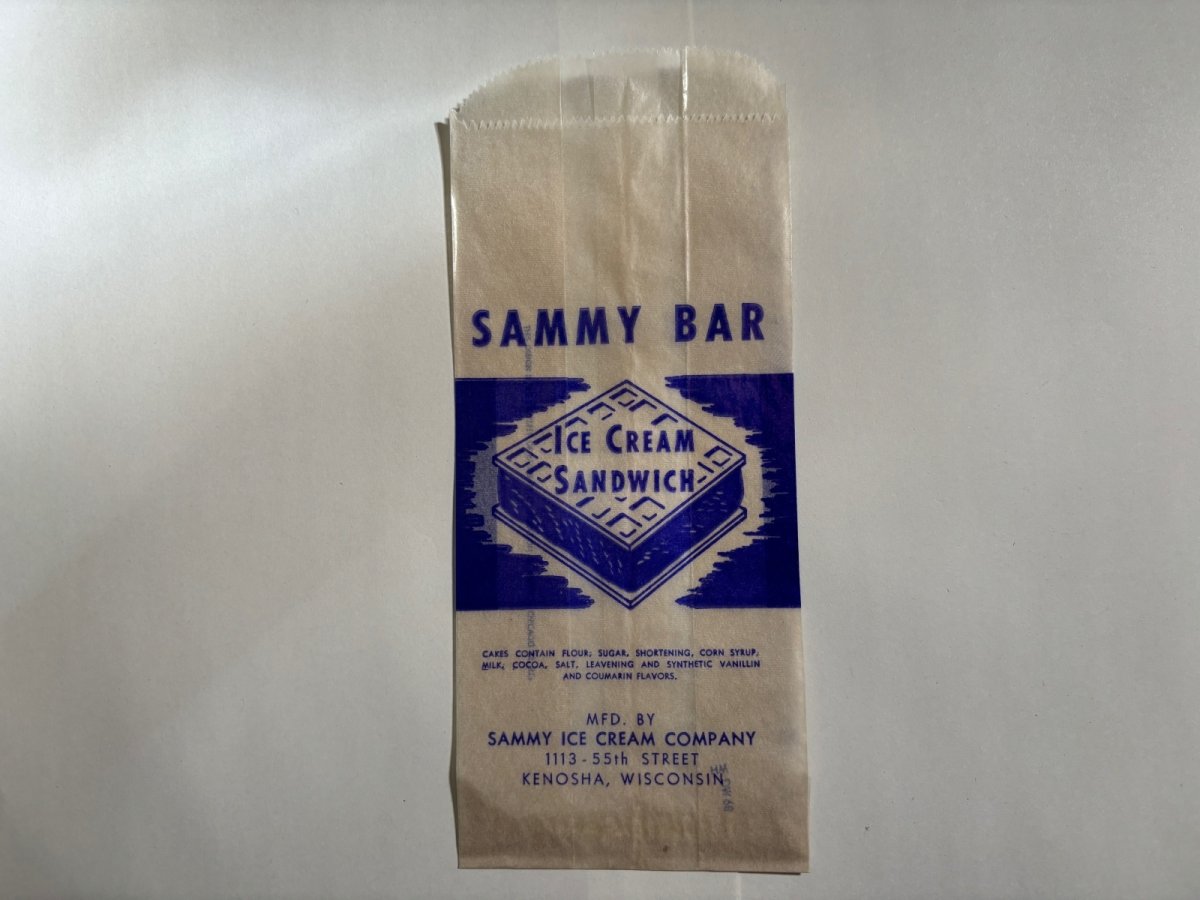 SAMMY BAR
ICE CREAM
SANDWICH
CAKES CONTAIN FLOUR, SUGAR, SHORTENING, CORN SYRUP,
MILK, COCOA, SALT, LEAVENING AND SYNTHETIC VANILLIN
AND COUMARIN FLAVORS.
MFD. BY
SAMMY ICE CREAM COMPANY
1113 - 55th STREET
KENOSHA, WISCONSIN